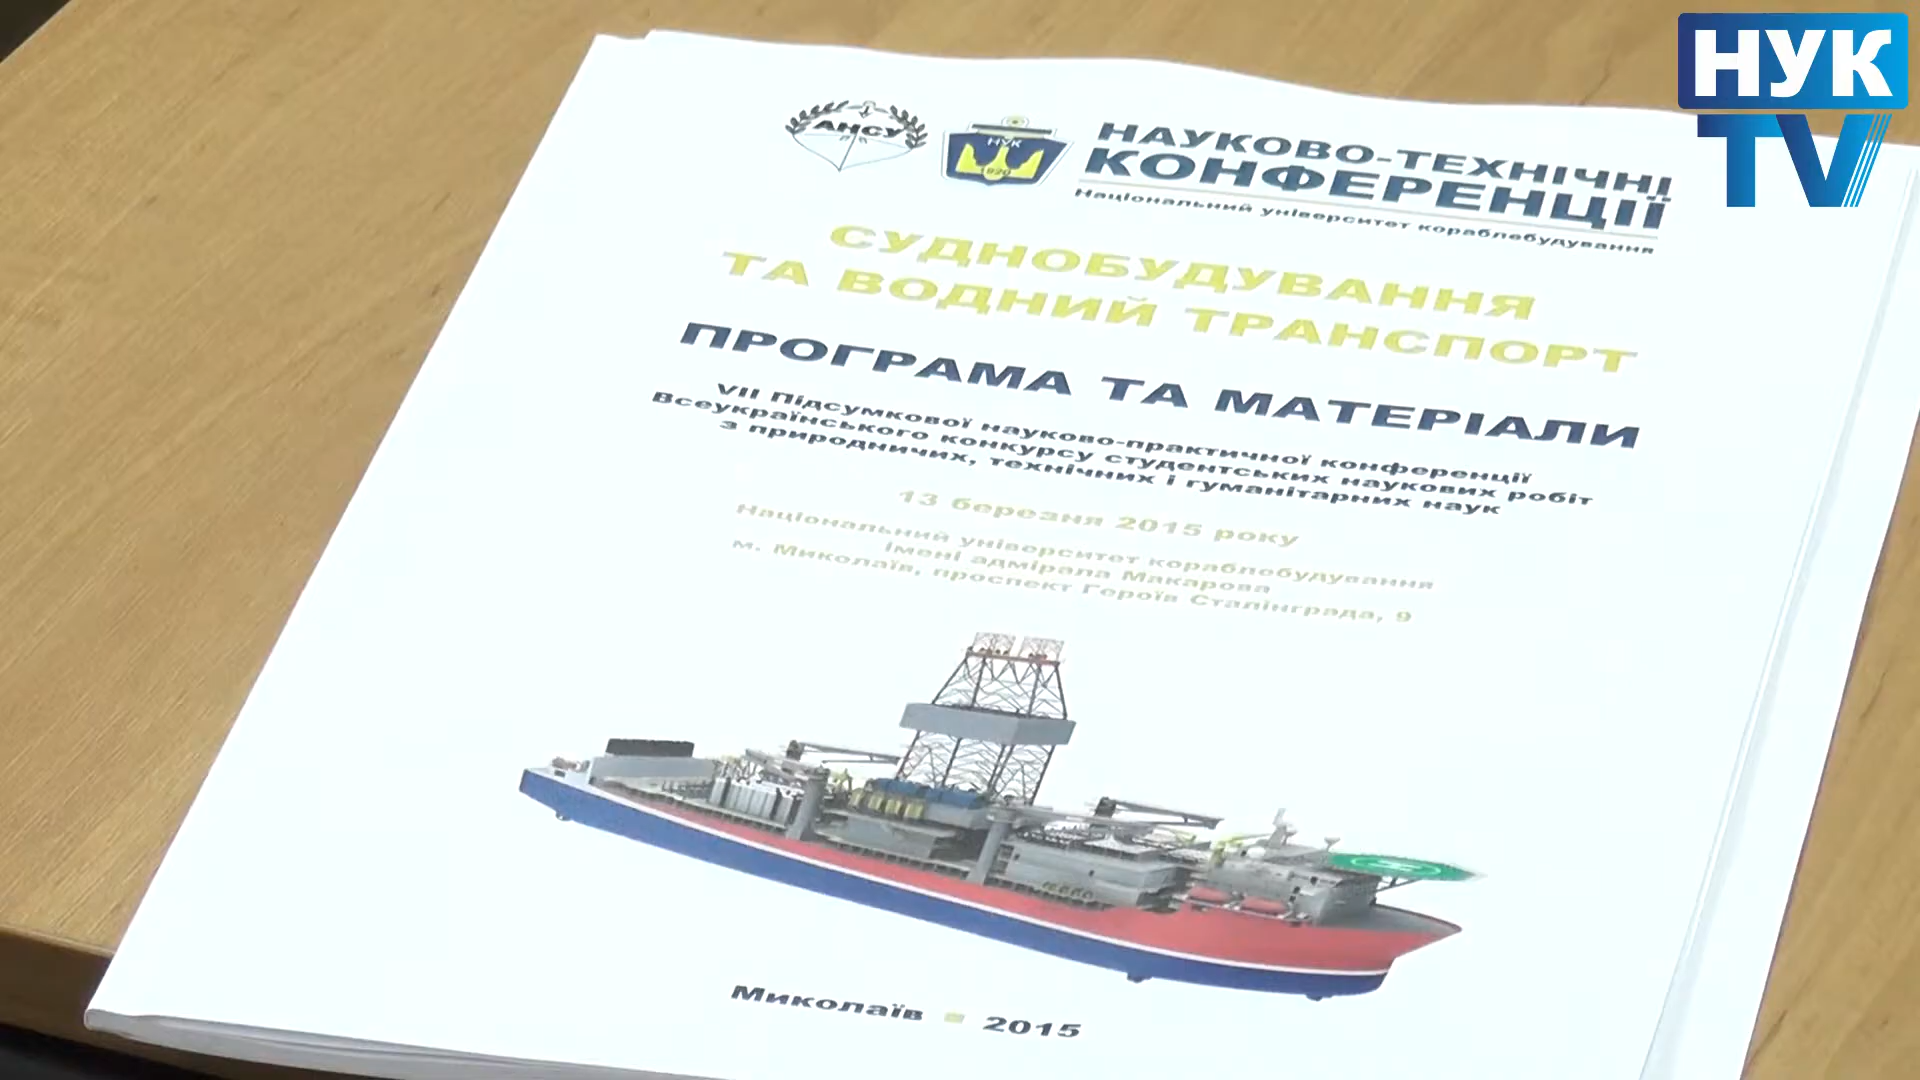 НУК
TV
АНСУ
НУК
1920
НАУКОВО-ТЕХНІЧНІ
КОНФЕРЕНЦІЇ
Національний університет кораблебудування
СУДНОБУДУВАННЯ
ТА ВОДНИЙ ТРАНСПОРТ
ПРОГРАМА ТА МАТЕРІАЛИ
VII Підсумкової науково-практичної конференції
Всеукраїнського конкурсу студентських наукових робіт
з природничих, технічних і гуманітарних наук
13 березня 2015 року
Національний університет кораблебудування
імені адмірала Макарова
м. Миколаїв, проспект Героїв Сталінграда, 9
Миколаїв ▪ 2015